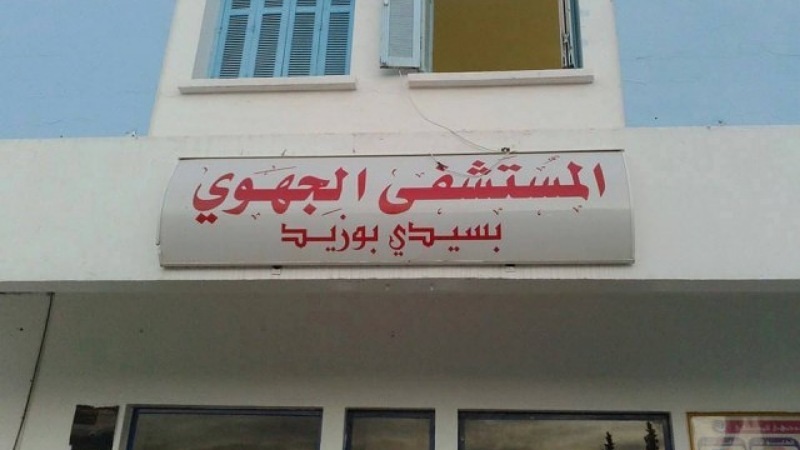 المستشفى الجهوي
بسيدي بوزيد